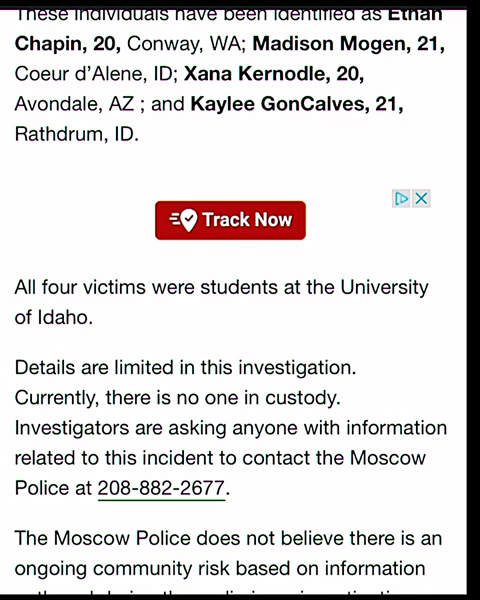 These individuals have been identified as Ethan
Chapin, 20, Conway, WA; Madison Mogen, 21,
Coeur d'Alene, ID; Xana Kernodle, 20,
Avondale, AZ ; and Kaylee GonCalves, 21,
Rathdrum, ID.
Track Now
All four victims were students at the University
of Idaho.
Details are limited in this investigation.
Currently, there is no one in custody.
Investigators are asking anyone with information
related to this incident to contact the Moscow
Police at 208-882-2677.
The Moscow Police does not believe there is an
ongoing community risk based on information